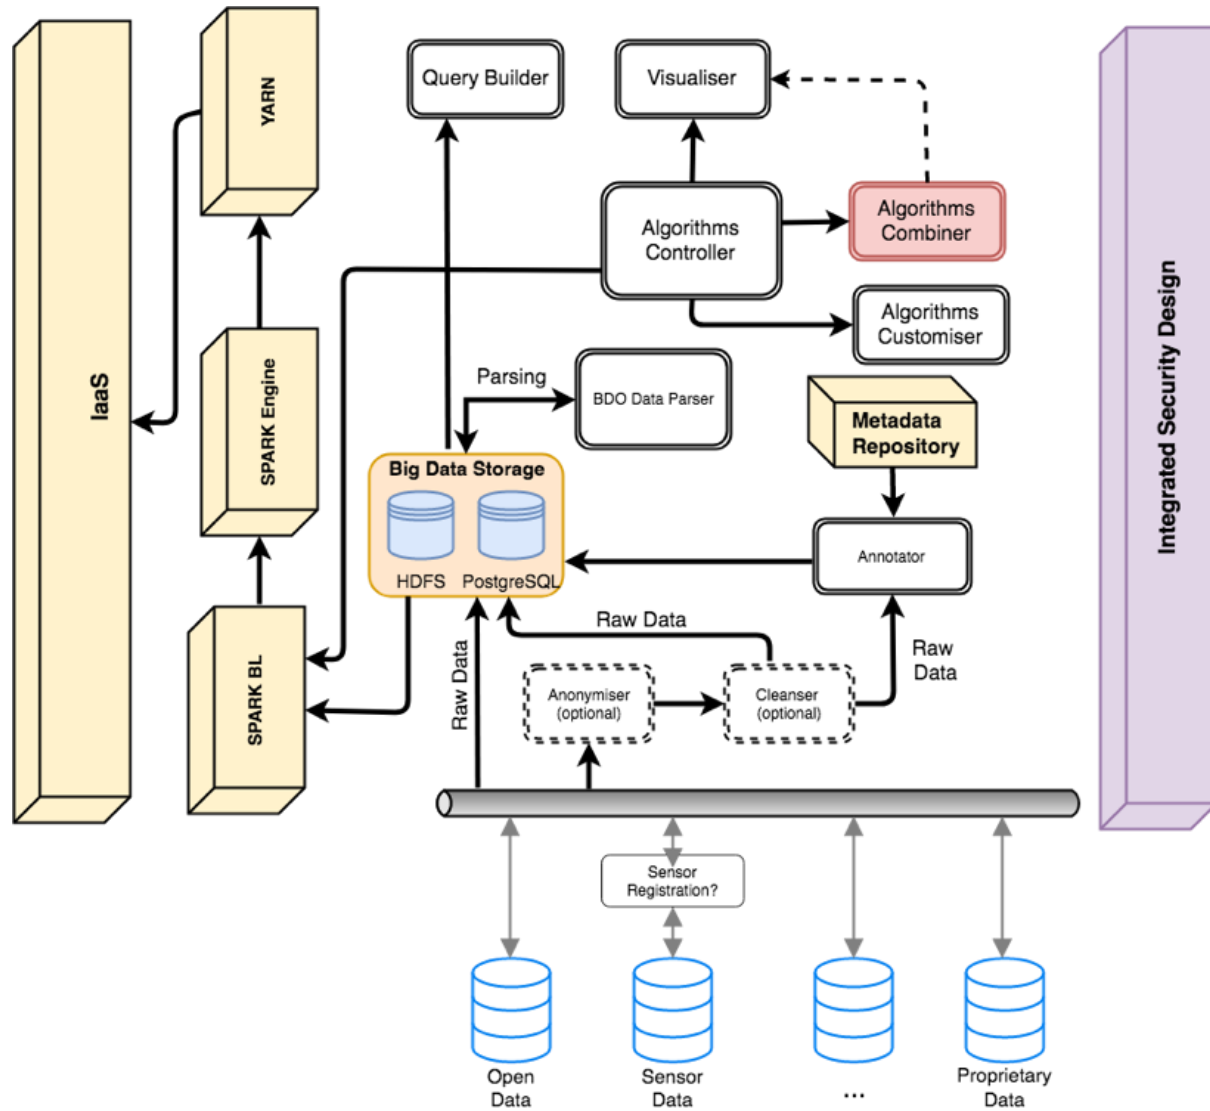 IaaS
YARN
SPARK Engine
SPARK BL
Query Builder
Visualiser
Algorithms
Controller
Algorithms
Combiner
Algorithms
Customiser
Parsing
BDO Data Parser
Metadata
Repository
Big Data Storage
HDFS
PostgreSQL
Annotator
Raw Data
Raw Data
Raw
Data
Anonymiser
(optional)
Cleanser
(optional)
Sensor
Registration?
Open
Data
Sensor
Data
...
Proprietary
Data
Integrated Security Design